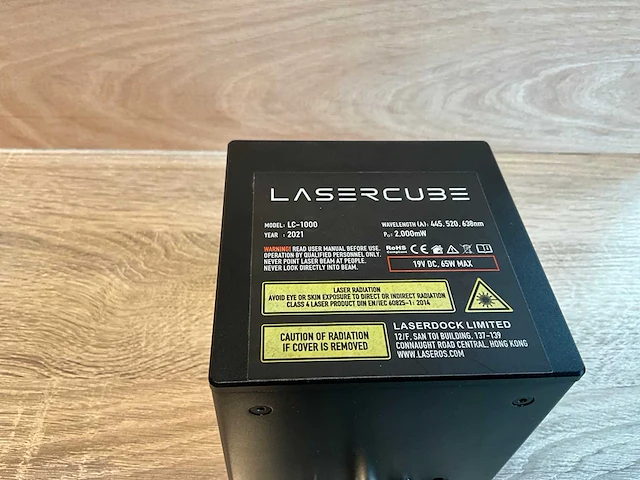 LASERCUBE
MODEL: LC-1000
YEAR : 2021
WAVELENGTH (Λ): 445, 520, 638nm
P₀: 2.000mW
WARNING! READ USER MANUAL BEFORE USE.
OPERATION BY QUALIFIED PERSONNEL ONLY.
NEVER POINT LASER BEAM AT PEOPLE.
NEVER LOOK DIRECTLY INTO BEAM.
RoHS
Compliant
CE
19V DC, 65W MAX
LASER RADIATION
AVOID EYE OR SKIN EXPOSURE TO DIRECT OR INDIRECT RADIATION
CLASS 4 LASER PRODUCT DIN EN/IEC 60825-1: 2014
CAUTION OF RADIATION
IF COVER IS REMOVED
LASERDOCK LIMITED
12/F, SAN TOI BUILDING, 137-139
CONNAUGHT ROAD CENTRAL, HONG KONG
WWW.LASEROS.COM